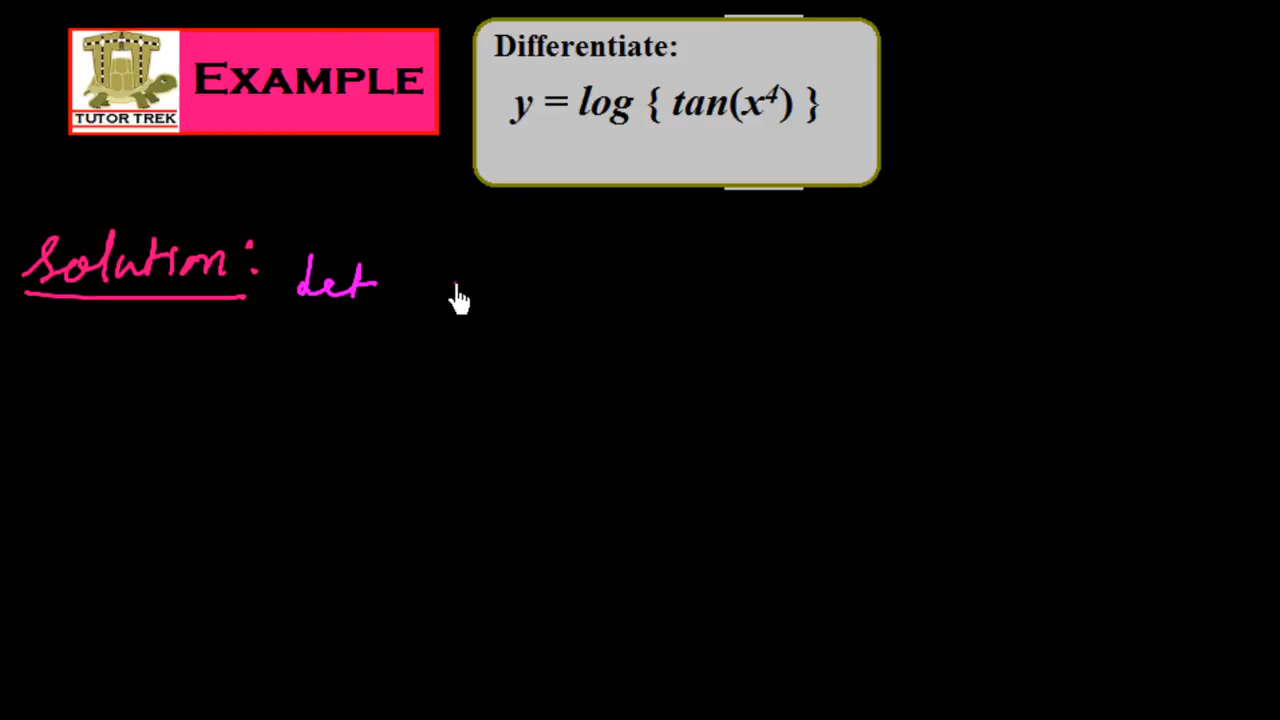 TUTOR TREK
EXAMPLE
Differentiate:
y = log { tan(x⁴) }
Solution: Let